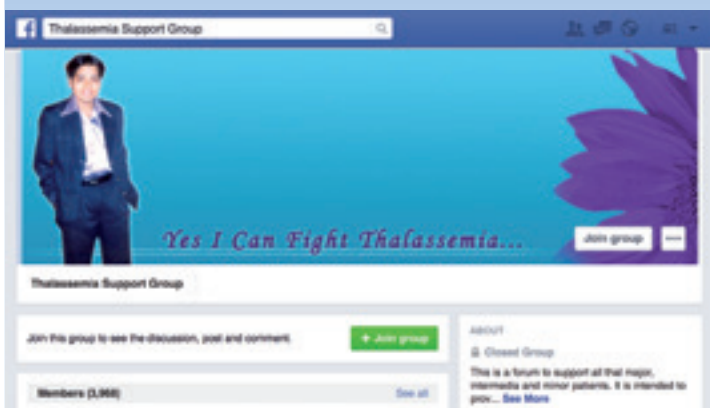 Thalassemia Support Group
Yes I Can Fight Thalassemia...
Join group
Thalassemia Support Group
Join this group to see the discussion, post and comment.
+ Join group
Members (3,968)
See all
ABOUT
Closed Group
This is a forum to support all thal major,
intermedia and minor patients. It is intended to
prov... See More